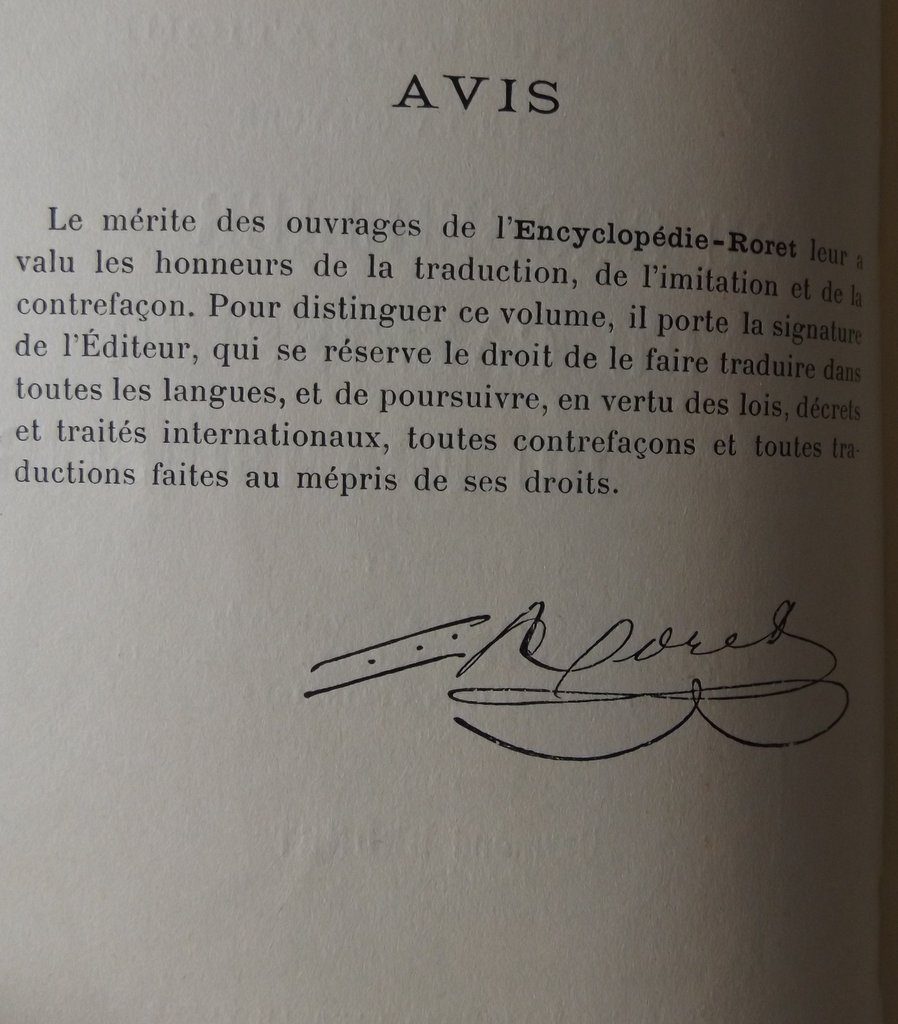 AVIS
Le mérite des ouvrages de l'Encyclopédie-Roret leur a
valu les honneurs de la traduction, de l'imitation et de la
contrefaçon. Pour distinguer ce volume, il porte la signature
de l'Éditeur, qui se réserve le droit de le faire traduire dans
toutes les langues, et de poursuivre, en vertu des lois, décrets
et traités internationaux, toutes contrefaçons et toutes tra-
ductions faites au mépris de ses droits.
Roret